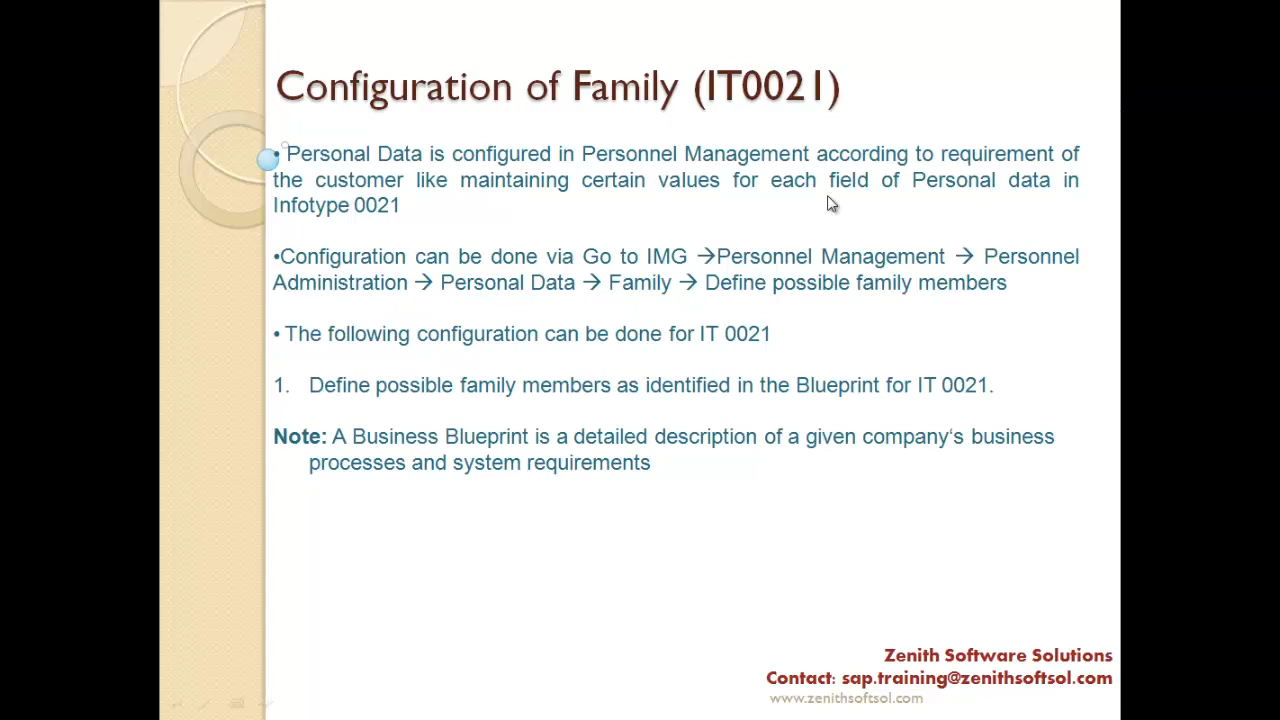 Configuration of Family (IT0021)
• Personal Data is configured in Personnel Management according to requirement of
the customer like maintaining certain values for each field of Personal data in
Infotype 0021
•Configuration can be done via Go to IMG →Personnel Management → Personnel
Administration → Personal Data → Family → Define possible family members
• The following configuration can be done for IT 0021
1. Define possible family members as identified in the Blueprint for IT 0021.
Note: A Business Blueprint is a detailed description of a given company‘s business
processes and system requirements
Zenith Software Solutions
Contact: sap.training@zenithsoftsol.com
www.zenithsoftsol.com